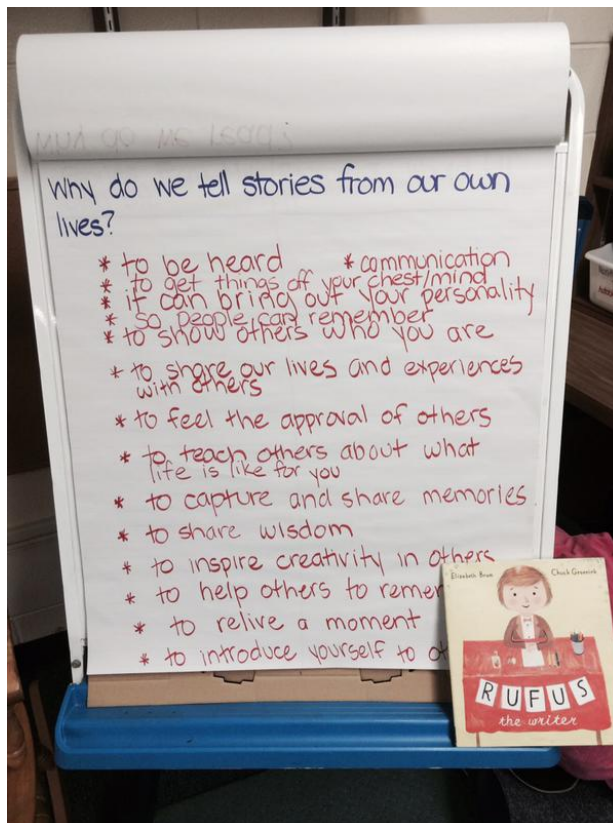 Why do we tell stories from our own
lives?
* to be heard * communication
* to get things off your chest/mind
* it can bring out your personality
* so people can remember
* to show others who you are
* to share our lives and experiences
with others
* to feel the approval of others
* to teach others about what
life is like for you
* to capture and share memories
* to share wisdom
* to inspire creativity in others
* to help others to
* to relive a moment
* to introduce yourself to
Elizabeth Bram Chuck Groenink
RUFUS
the writer